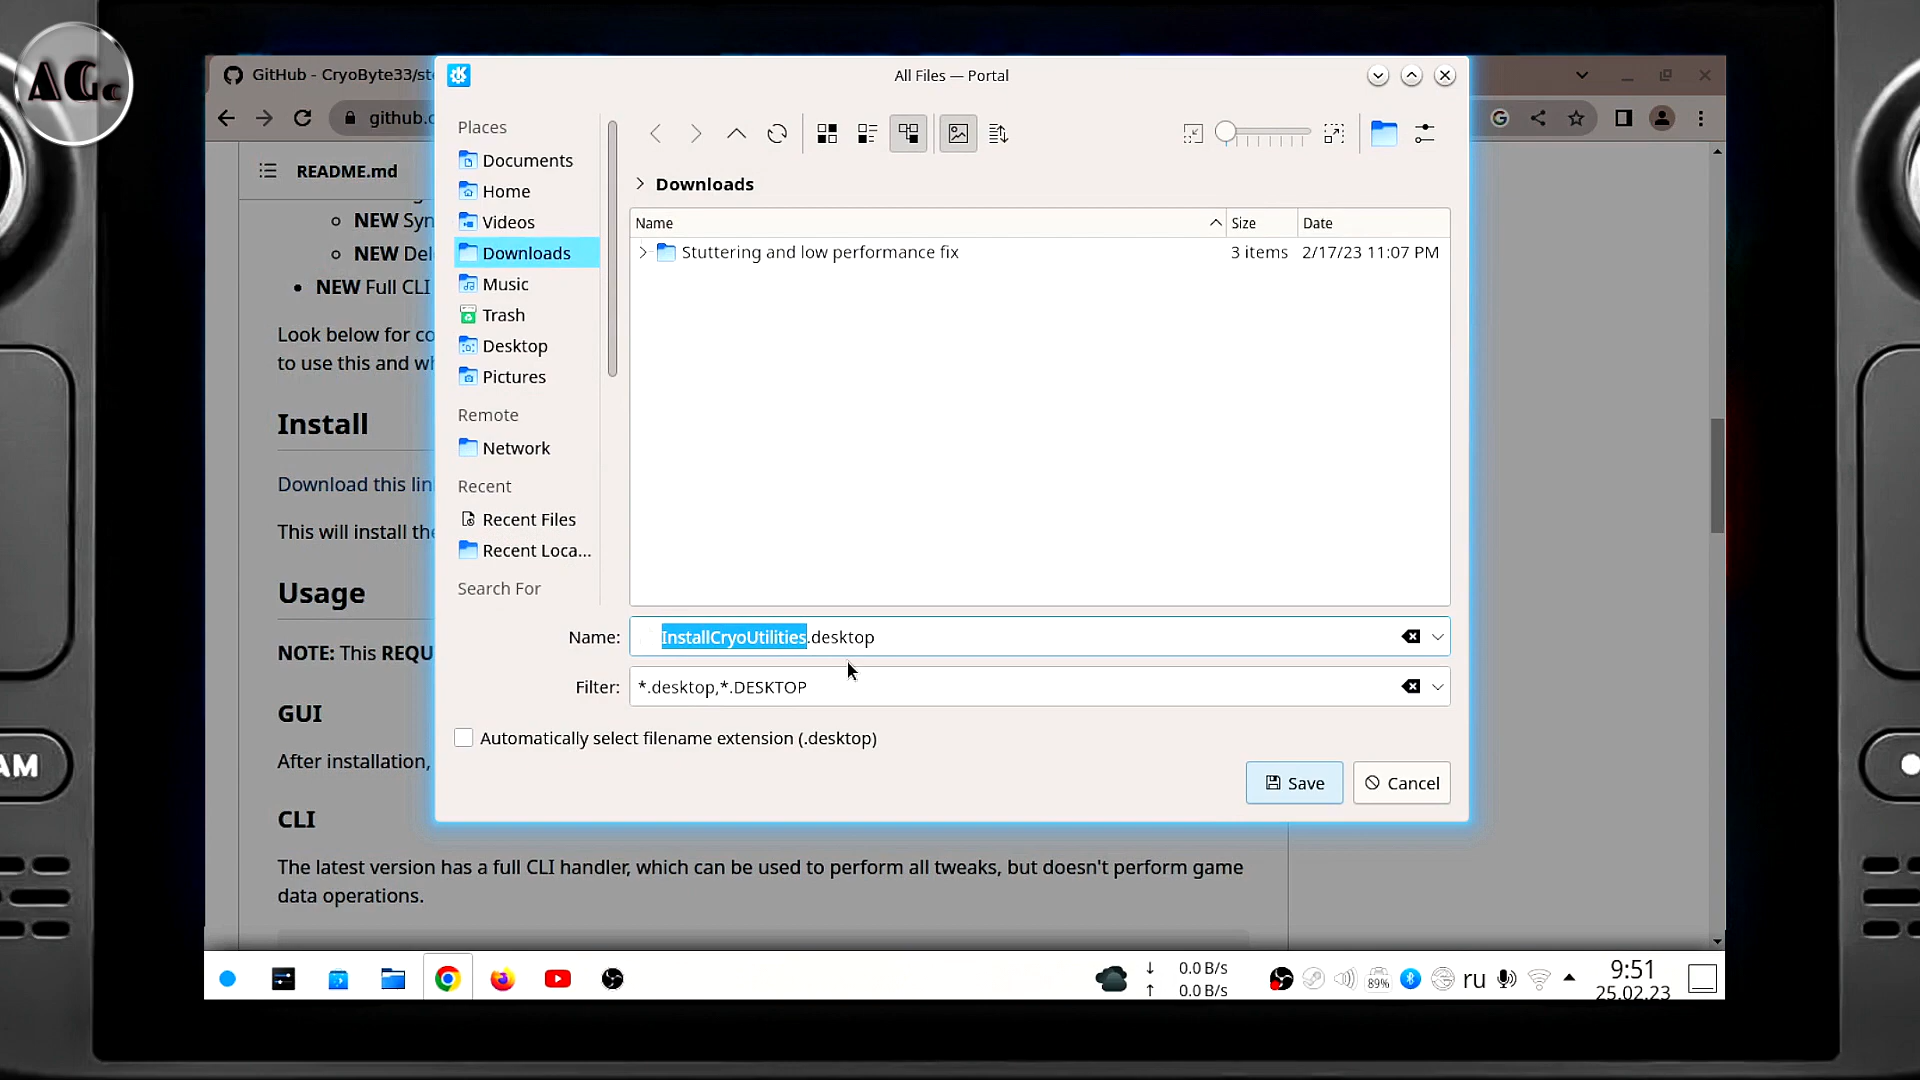 AGc
GitHub - CryoByte33/st
All Files — Portal
github.c
README.md
NEW Syn
NEW Del
NEW Full CLI
Look below for co
to use this and wh
Install
Download this lin
This will install the
Usage
NOTE: This REQU
GUI
After installation,
CLI
The latest version has a full CLI handler, which can be used to perform all tweaks, but doesn't perform game
data operations.
Places
Documents
Home
Videos
Downloads
Music
Trash
Desktop
Pictures
Remote
Network
Recent
Recent Files
Recent Loca...
Search For
Downloads
Name Size Date
Stuttering and low performance fix 3 items 2/17/23 11:07 PM
Name: InstallCryoUtilities.desktop
Filter: *.desktop,*.DESKTOP
Automatically select filename extension (.desktop)
Save Cancel
AM
↓ 0.0 B/s
↑ 0.0 B/s
89%
ru
9:51
25.02.23